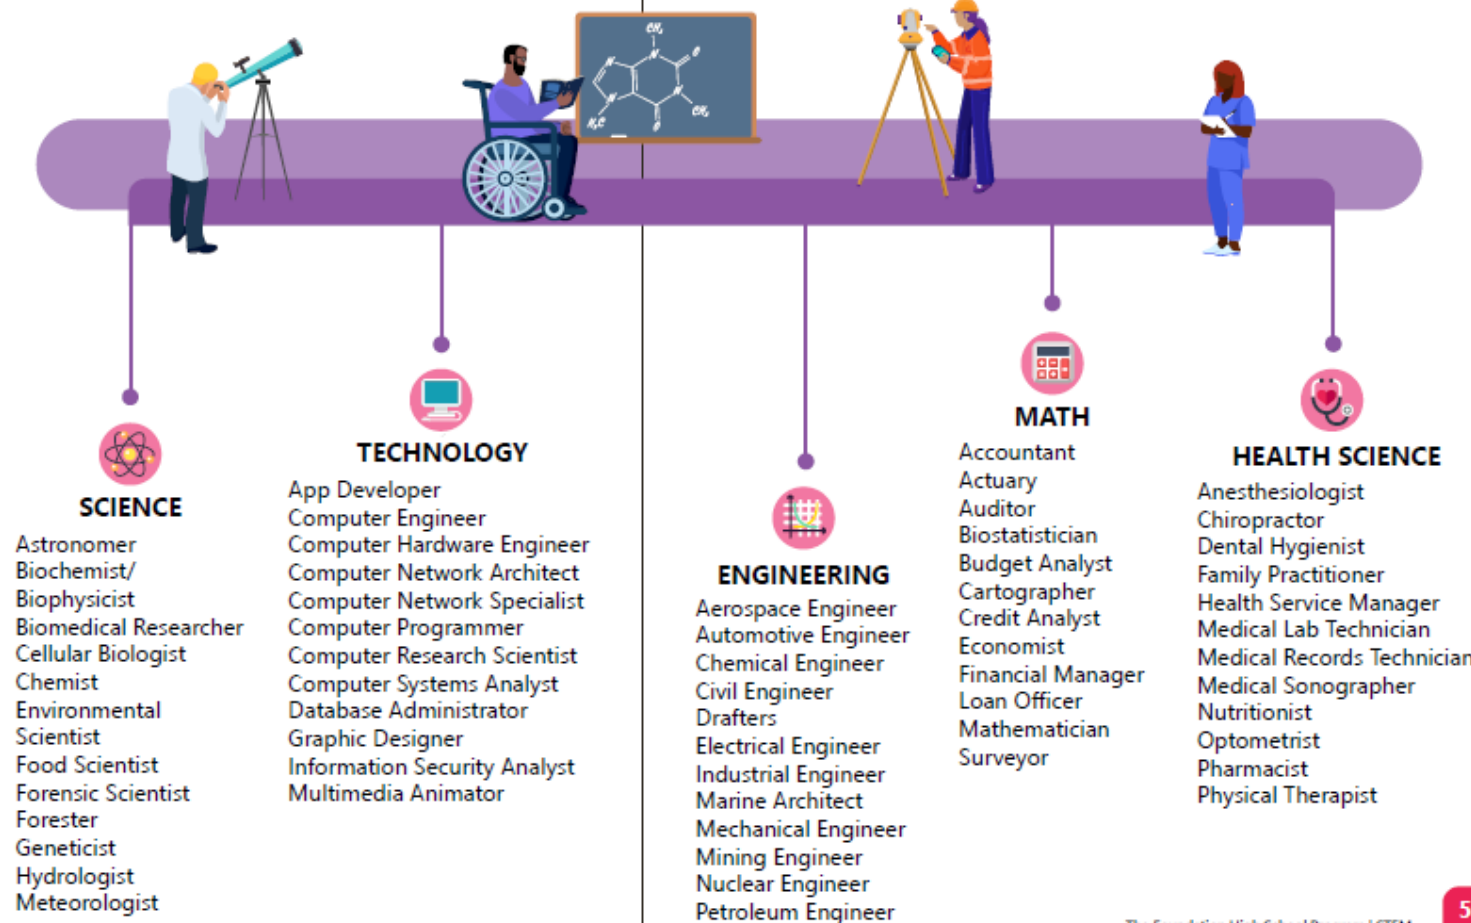 CH₃
N
O
N
N
N
CH₃
H₃C
O
SCIENCE
Astronomer
Biochemist/
Biophysicist
Biomedical Researcher
Cellular Biologist
Chemist
Environmental
Scientist
Food Scientist
Forensic Scientist
Forester
Geneticist
Hydrologist
Meteorologist
TECHNOLOGY
App Developer
Computer Engineer
Computer Hardware Engineer
Computer Network Architect
Computer Network Specialist
Computer Programmer
Computer Research Scientist
Computer Systems Analyst
Database Administrator
Graphic Designer
Information Security Analyst
Multimedia Animator
ENGINEERING
Aerospace Engineer
Automotive Engineer
Chemical Engineer
Civil Engineer
Drafters
Electrical Engineer
Industrial Engineer
Marine Architect
Mechanical Engineer
Mining Engineer
Nuclear Engineer
Petroleum Engineer
MATH
Accountant
Actuary
Auditor
Biostatistician
Budget Analyst
Cartographer
Credit Analyst
Economist
Financial Manager
Loan Officer
Mathematician
Surveyor
HEALTH SCIENCE
Anesthesiologist
Chiropractor
Dental Hygienist
Family Practitioner
Health Service Manager
Medical Lab Technician
Medical Records Technician
Medical Sonographer
Nutritionist
Optometrist
Pharmacist
Physical Therapist
5